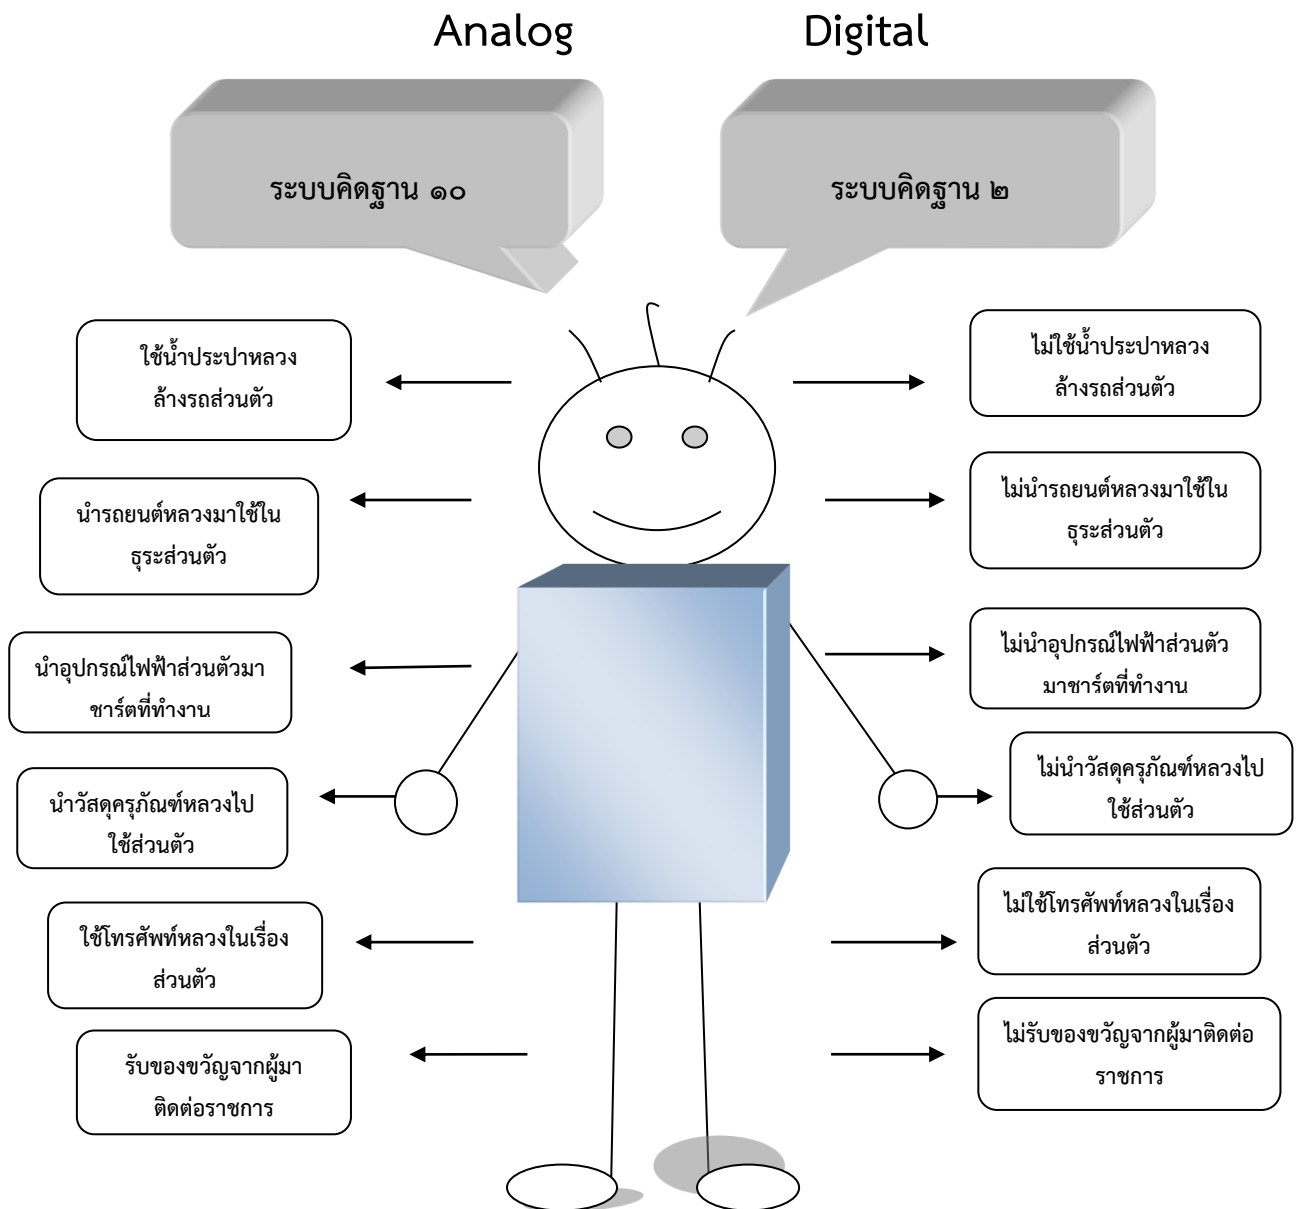 Analog
Digital
ระบบคิดฐาน ๑๐
ระบบคิดฐาน ๒
ใช้น้ำประปาหลวง
ล้างรถส่วนตัว
ไม่ใช้น้ำประปาหลวง
ล้างรถส่วนตัว
นำรถยนต์หลวงมาใช้ใน
ธุระส่วนตัว
ไม่นำรถยนต์หลวงมาใช้ใน
ธุระส่วนตัว
นำอุปกรณ์ไฟฟ้าส่วนตัวมา
ชาร์ตที่ทำงาน
ไม่นำอุปกรณ์ไฟฟ้าส่วนตัว
มาชาร์ตที่ทำงาน
นำวัสดุครุภัณฑ์หลวงไป
ใช้ส่วนตัว
ไม่นำวัสดุครุภัณฑ์หลวงไป
ใช้ส่วนตัว
ใช้โทรศัพท์หลวงในเรื่อง
ส่วนตัว
ไม่ใช้โทรศัพท์หลวงในเรื่อง
ส่วนตัว
รับของขวัญจากผู้มา
ติดต่อราชการ
ไม่รับของขวัญจากผู้มาติดต่อ
ราชการ